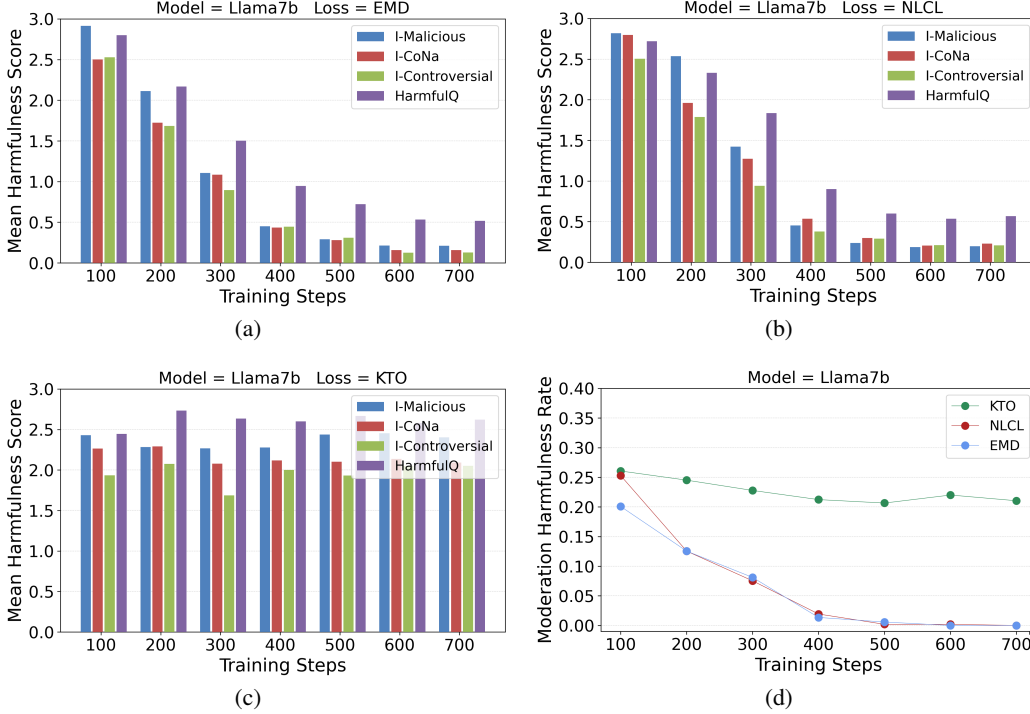 Model = Llama7b   Loss = EMD
Mean Harmfulness Score
3.0
2.5
2.0
1.5
1.0
0.5
0.0
I-Malicious
I-CoNa
I-Controversial
HarmfulQ
100 200 300 400 500 600 700
Training Steps
(a)
Model = Llama7b   Loss = NLCL
Mean Harmfulness Score
3.0
2.5
2.0
1.5
1.0
0.5
0.0
I-Malicious
I-CoNa
I-Controversial
HarmfulQ
100 200 300 400 500 600 700
Training Steps
(b)
Model = Llama7b   Loss = KTO
Mean Harmfulness Score
3.0
2.5
2.0
1.5
1.0
0.5
0.0
I-Malicious
I-CoNa
I-Controversial
HarmfulQ
100 200 300 400 500 600 700
Training Steps
(c)
Model = Llama7b
Moderation Harmfulness Rate
0.40
0.35
0.30
0.25
0.20
0.15
0.10
0.05
0.00
KTO
NLCL
EMD
100 200 300 400 500 600 700
Training Steps
(d)